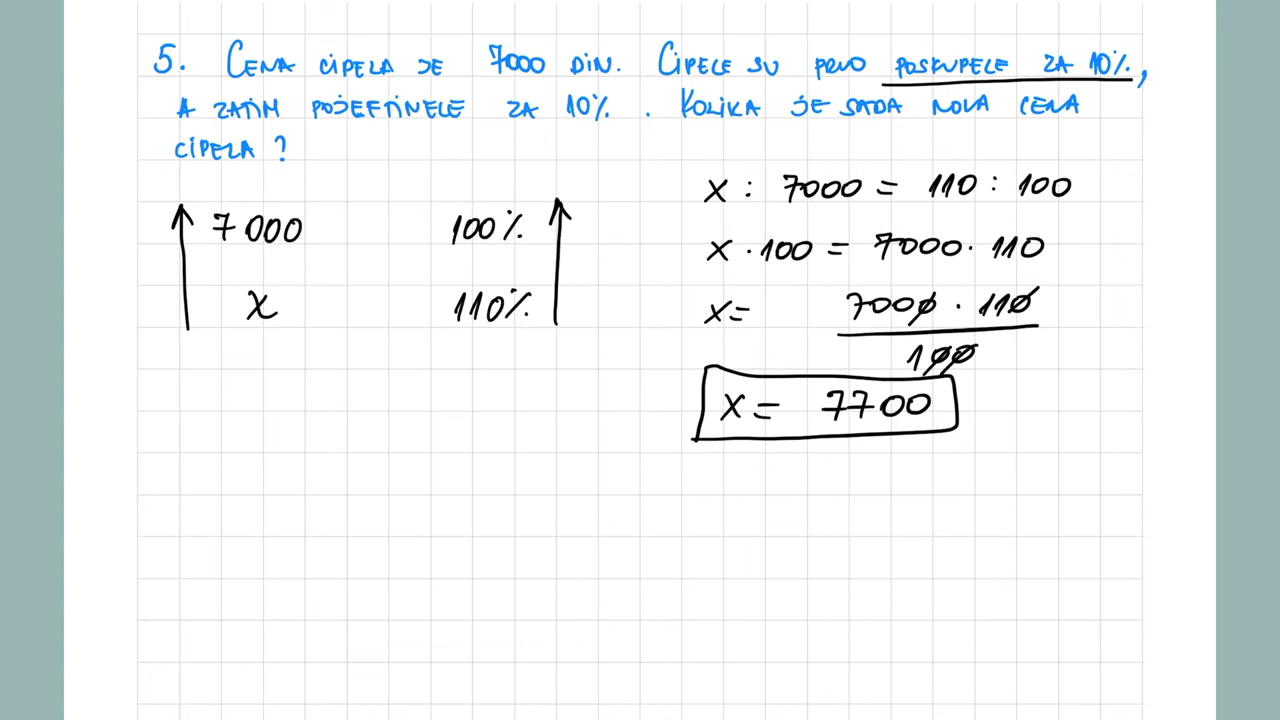 5. CENA CIPELA JE 7000 DIN. CIPELE SU PRVO POSKUPELE ZA 10%,
A ZATIM POJEFTINELE ZA 10%. KOLIKA JE SADA NOVA CENA
CIPELA?
7000 100%
x 110%
x : 7000 = 110 : 100
x · 100 = 7000 · 110
x = 7000 · 110
100
x = 7700